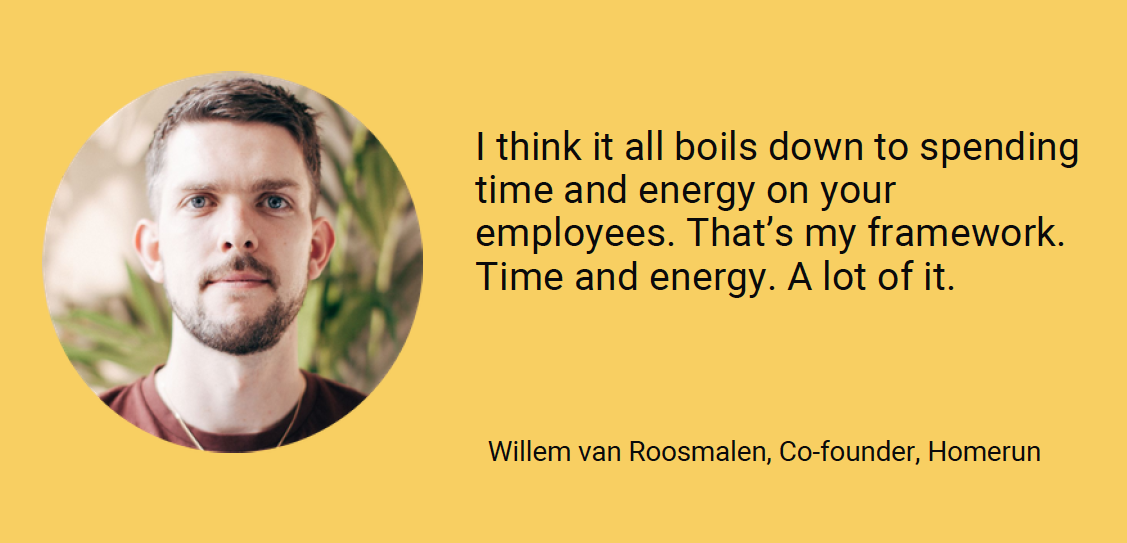 I think it all boils down to spending
time and energy on your
employees. That’s my framework.
Time and energy. A lot of it.
Willem van Roosmalen, Co-founder, Homerun